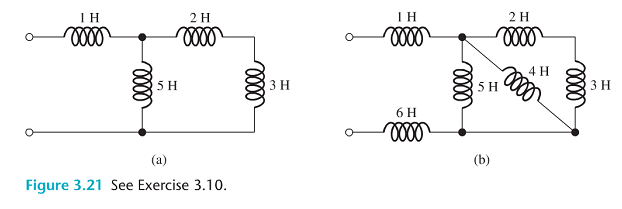 1 H
2 H
5 H
3 H
(a)
1 H
2 H
5 H
4 H
3 H
6 H
(b)
Figure 3.21 See Exercise 3.10.